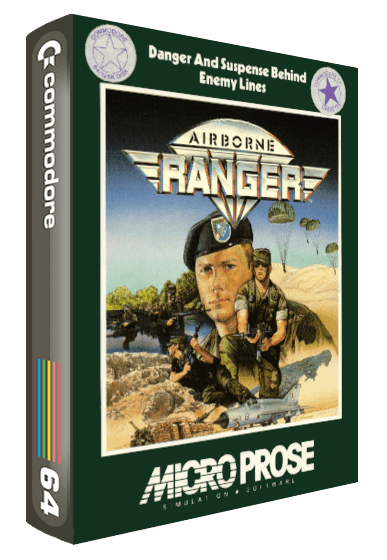 Danger And Suspense Behind
Enemy Lines
AIRBORNE
RANGER
MICRO PROSE
SIMULATION • SOFTWARE
commodore
64